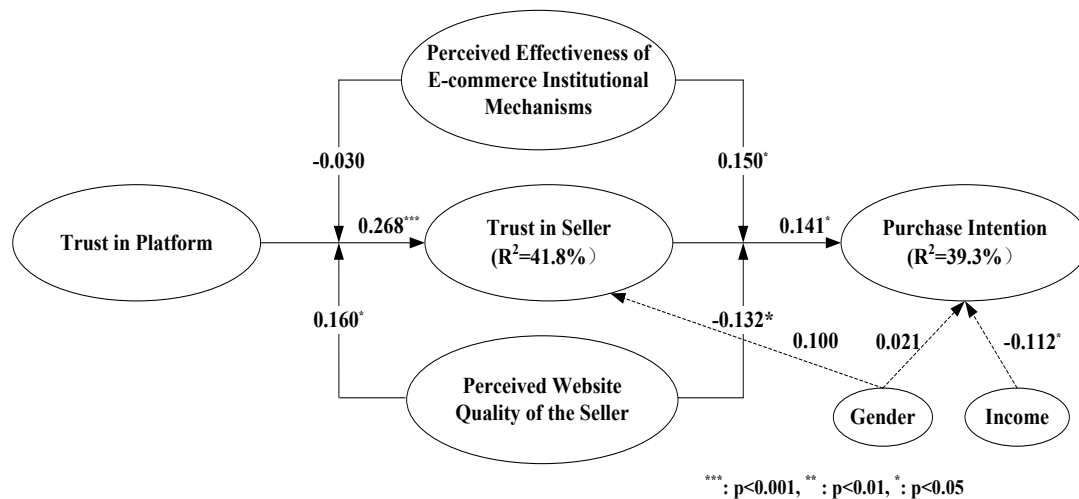 Perceived Effectiveness of
E-commerce Institutional
Mechanisms
-0.030
0.150*
Trust in Platform
0.268***
Trust in Seller
(R²=41.8%）
0.141*
Purchase Intention
(R²=39.3%）
0.160*
-0.132*
0.100
0.021
-0.112*
Perceived Website
Quality of the Seller
Gender
Income
***: p<0.001, ** : p<0.01, *: p<0.05